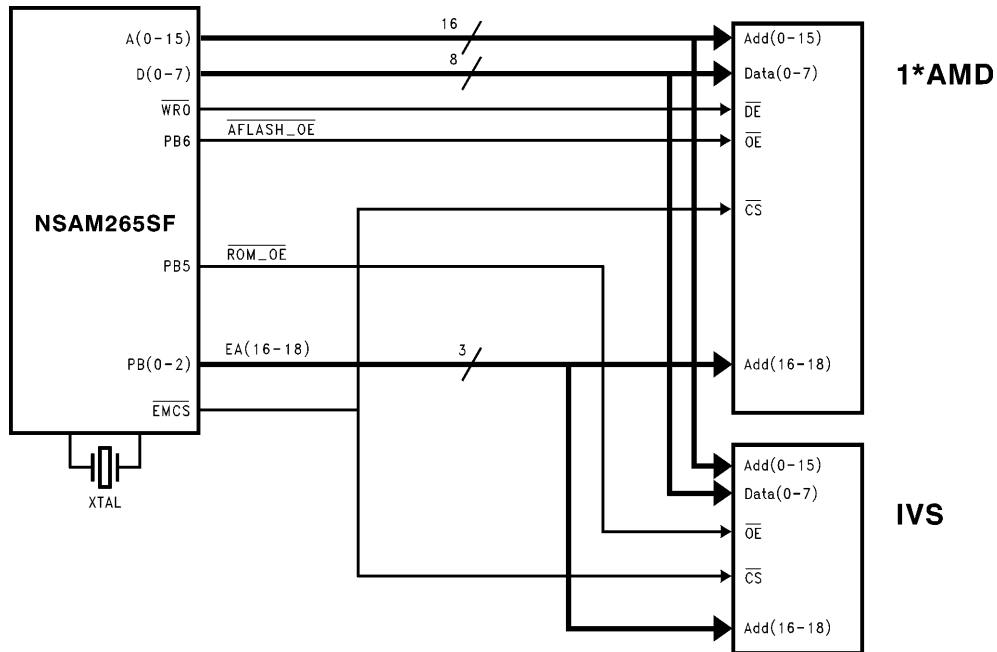 A(0-15)
16
Add(0-15)
D(0-7)
8
Data(0-7)
1*AMD
WR0
DE
PB6
AFLASH_OE
OE
NSAM265SF
CS
PB5
ROM_OE
PB(0-2)
EA(16-18)
3
Add(16-18)
EMCS
XTAL
Add(0-15)
Data(0-7)
IVS
OE
CS
Add(16-18)